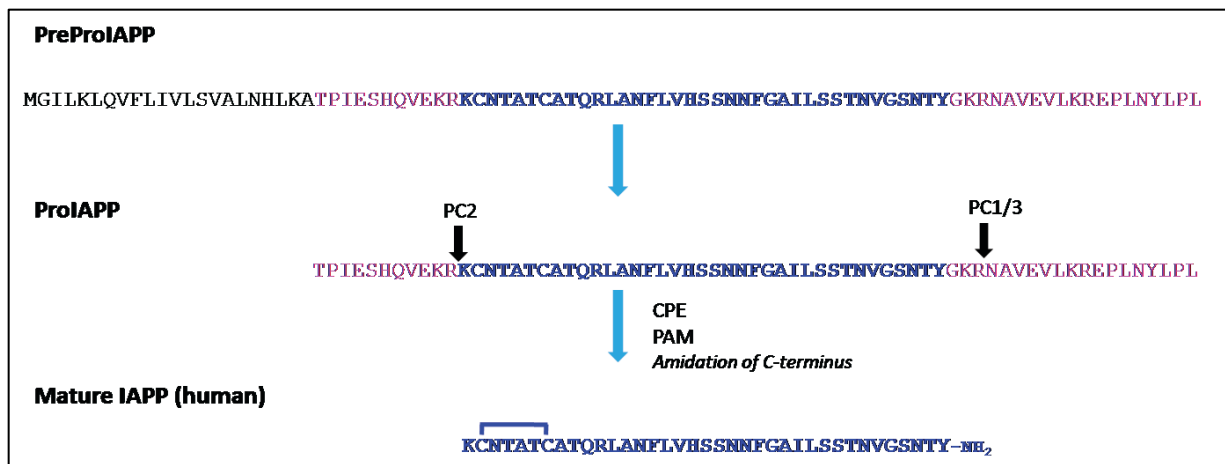 PreProIAPP
MGILKLQVFLIVLSVALNHLKATPIESHQVEKRKCNTATCATQRLANFLVHSSNNFGAILSSTNVGSNTYGKRNAVEVLKREPLNYLPL
ProIAPP
PC2 PC1/3
TPIESHQVEKRKCNTATCATQRLANFLVHSSNNFGAILSSTNVGSNTYGKRNAVEVLKREPLNYLPL
CPE
PAM
Amidation of C-terminus
Mature IAPP (human)
KCNTATCATQRLANFLVHSSNNFGAILSSTNVGSNTY-NH₂